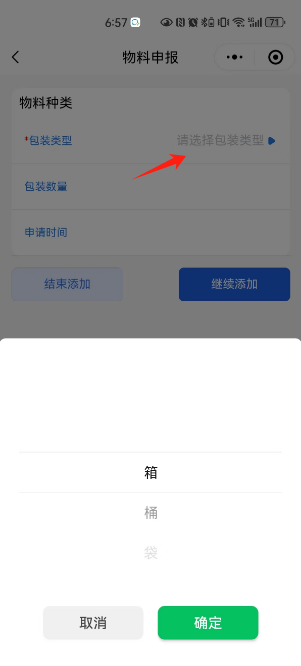 6:57
71
物料申报
物料种类
*包装类型 请选择包装类型
包装数量
申请时间
结束添加 继续添加
箱
桶
袋
取消 确定